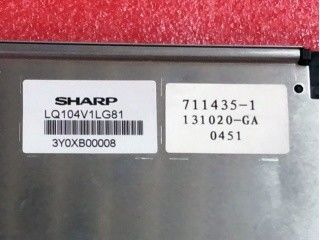 SHARP
LQ104V1LG81
3Y0XB00008
711435-1
131020-GA
0451